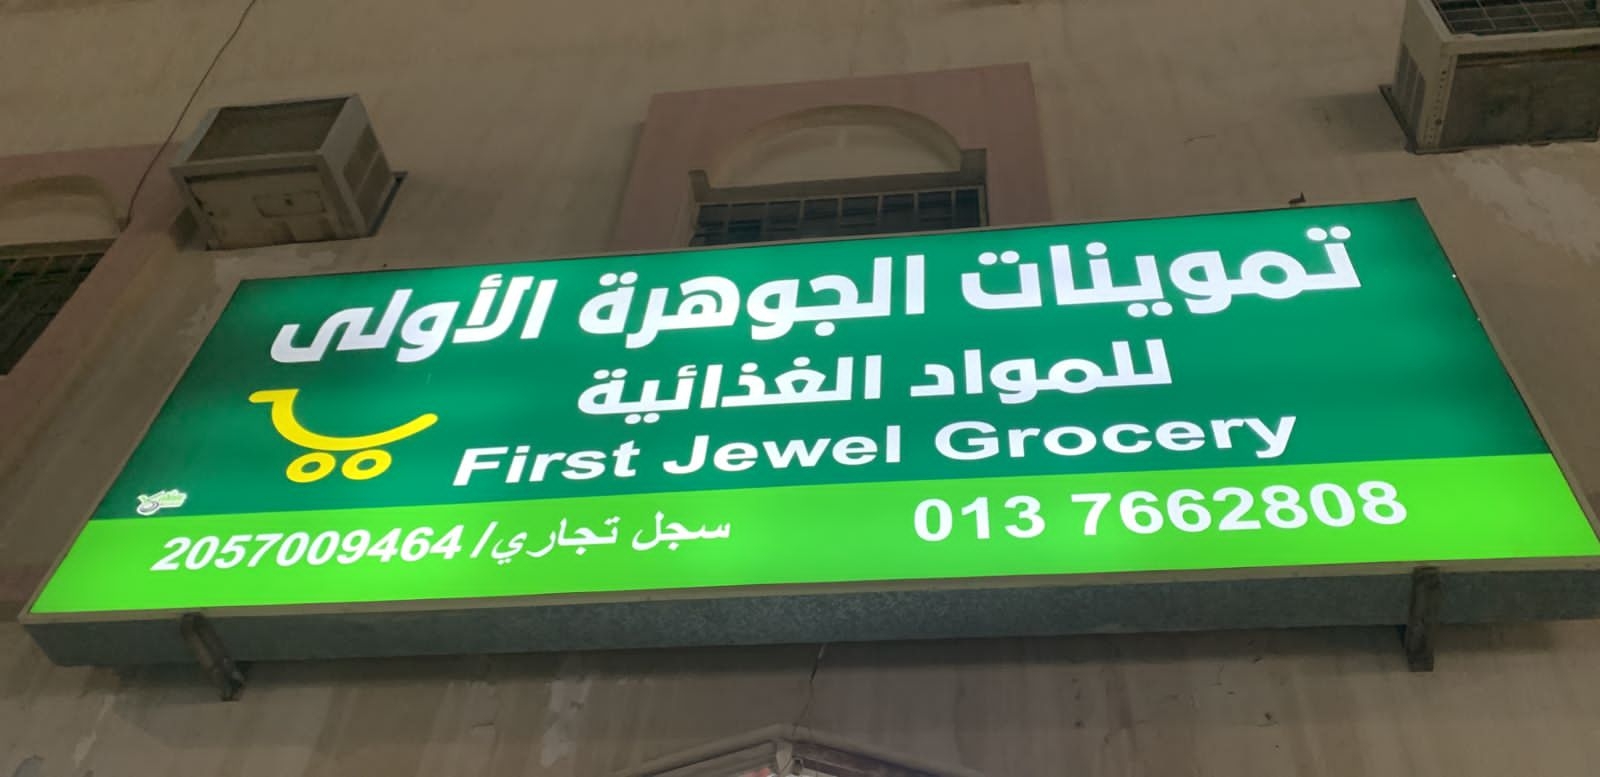 تموينات الجوهرة الأولى
للمواد الغذائية
First Jewel Grocery
سجل تجاري/ 2057009464
013 7662808